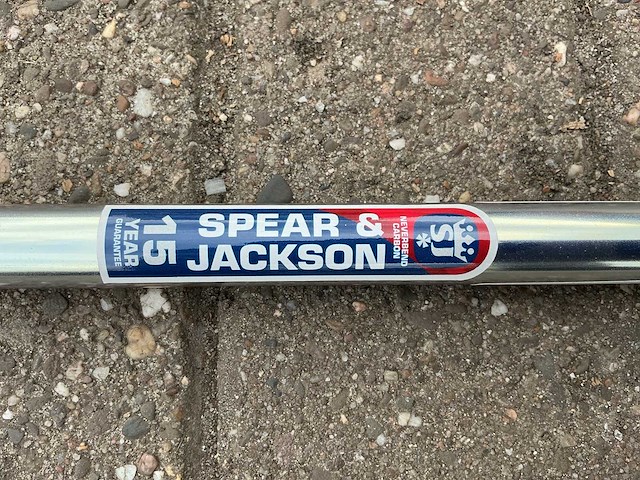 15
YEAR
GUARANTEE
SPEAR &
JACKSON
NEVERBEND
CARBON
SJ